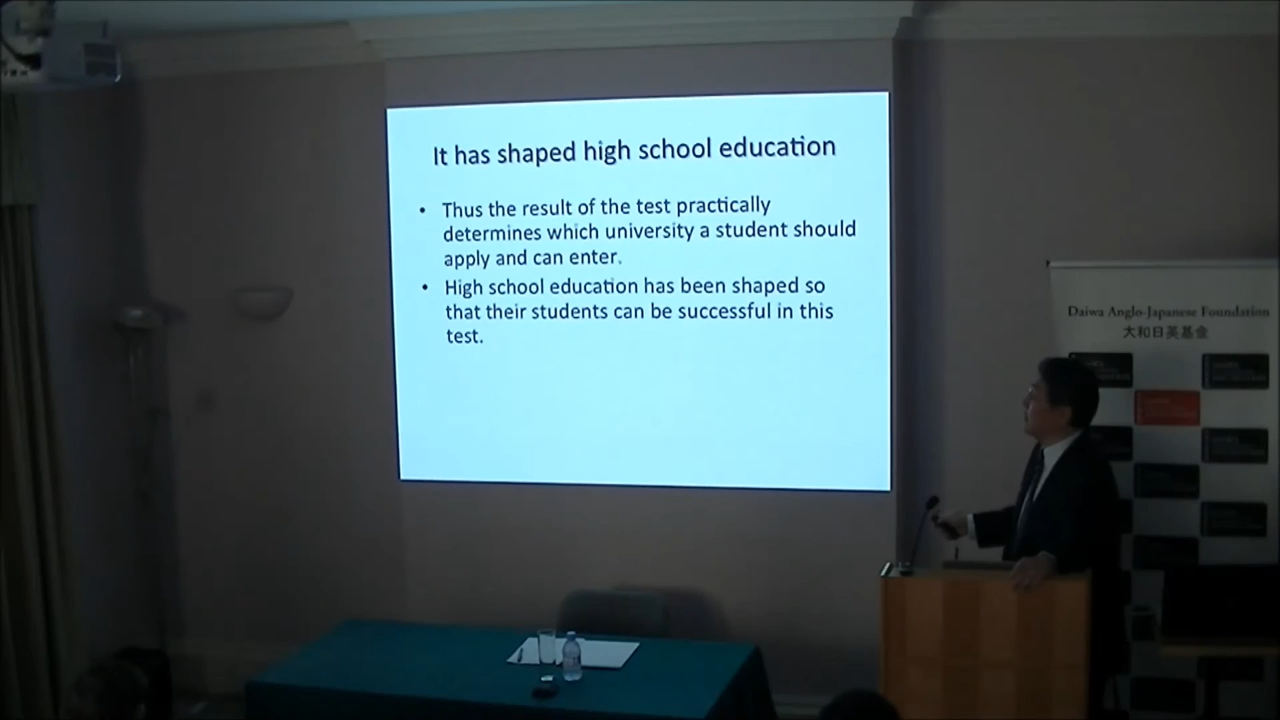 It has shaped high school education
• Thus the result of the test practically
determines which university a student should
apply and can enter.
• High school education has been shaped so
that their students can be successful in this
test.
Daiwa Anglo-Japanese Foundation
大和日英基金